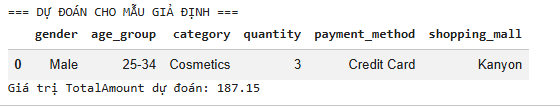 === DỰ ĐOÁN CHO MẪU GIẢ ĐỊNH ===
gender age_group category quantity payment_method shopping_mall
0 Male 25-34 Cosmetics 3 Credit Card Kanyon
Giá trị TotalAmount dự đoán: 187.15